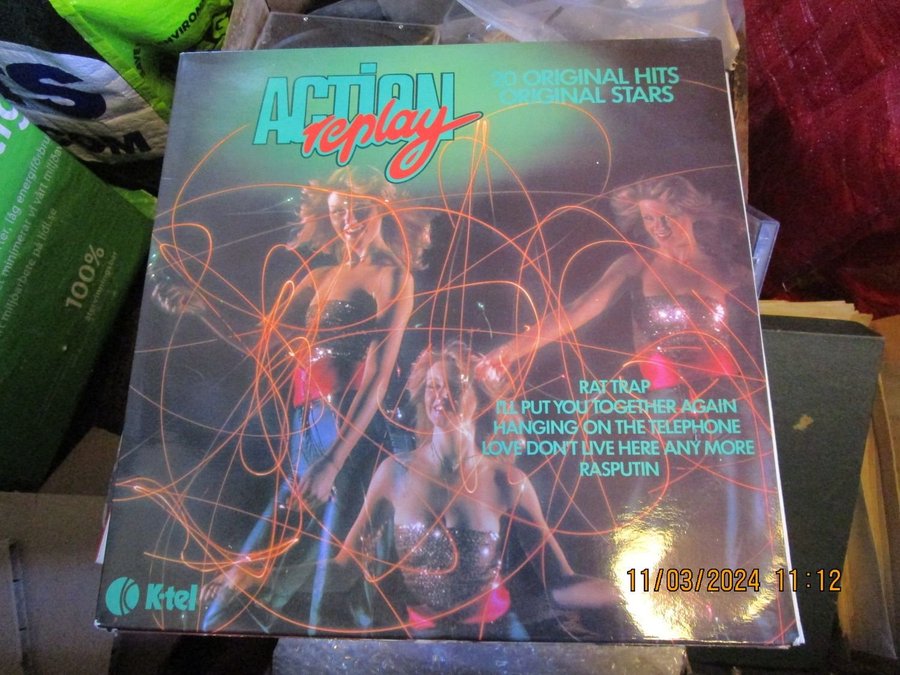 ACTION
replay
20 ORIGINAL HITS
ORIGINAL STARS
RAT TRAP
I'LL PUT YOU TOGETHER AGAIN
HANGING ON THE TELEPHONE
LOVE DON'T LIVE HERE ANY MORE
RASPUTIN
K-tel
11/03/2024 11:12
100%